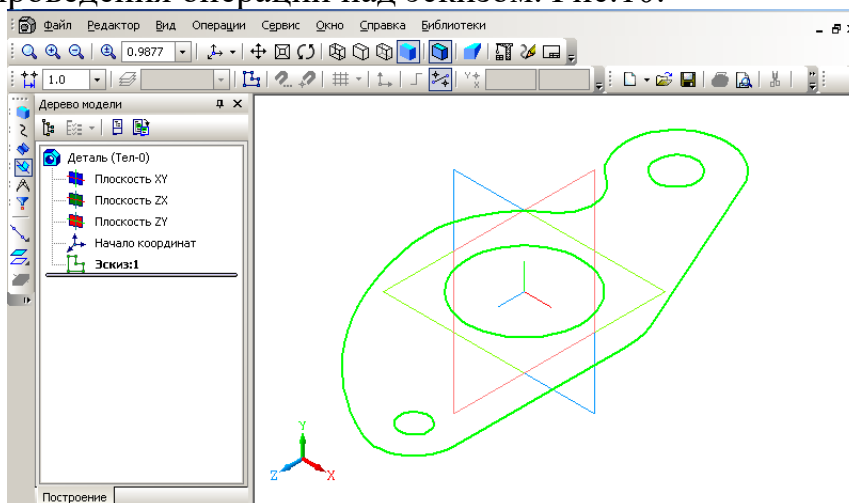 проведения операции над эскизом. Рис.10.
Файл Редактор Вид Операции Сервис Окно Справка Библиотеки
0.9877
1.0
Дерево модели
Деталь (Тел-0)
Плоскость XY
Плоскость ZX
Плоскость ZY
Начало координат
Эскиз:1
Y
Z X
Построение